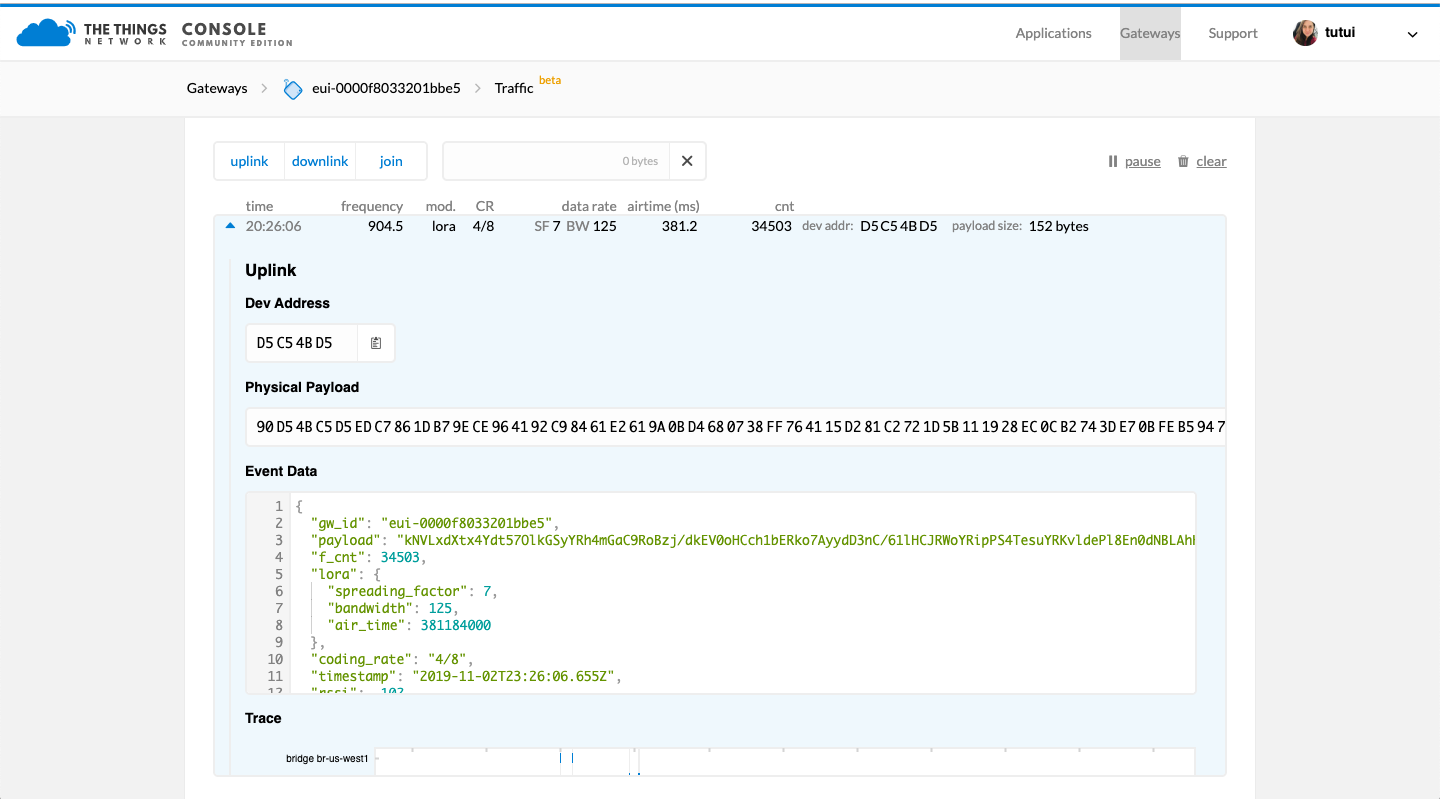 THE THINGS NETWORK CONSOLE COMMUNITY EDITION
Applications Gateways Support tutui
Gateways eui-0000f8033201bbe5 Traffic beta
uplink downlink join 0 bytes pause clear
time frequency mod. CR data rate airtime (ms) cnt
20:26:06 904.5 lora 4/8 SF 7 BW 125 381.2 34503 dev addr: D5 C5 4B D5 payload size: 152 bytes
Uplink
Dev Address
D5 C5 4B D5
Physical Payload
90 D5 4B C5 D5 ED C7 86 1D B7 9E CE 96 41 92 C9 84 61 E2 61 9A 0B D4 68 07 38 FF 76 41 15 D2 81 C2 72 1D 5B 11 19 28 EC 0C B2 74 3D E7 0B FE B5 94 7
Event Data
1 {
2 "gw_id": "eui-0000f8033201bbe5",
3 "payload": "kNVLxdXtx4Ydt57OlkGSyYRh4mGaC9RoBzj/dkEV0oHCch1bERko7AyydD3nC/61lHCJRWoYRipPS4TesuYRKvldePl8En0dNBLAh
4 "f_cnt": 34503,
5 "lora": {
6 "spreading_factor": 7,
7 "bandwidth": 125,
8 "air_time": 381184000
9 },
10 "coding_rate": "4/8",
11 "timestamp": "2019-11-02T23:26:06.655Z",
12 "rssi": -102,
Trace
bridge br-us-west1